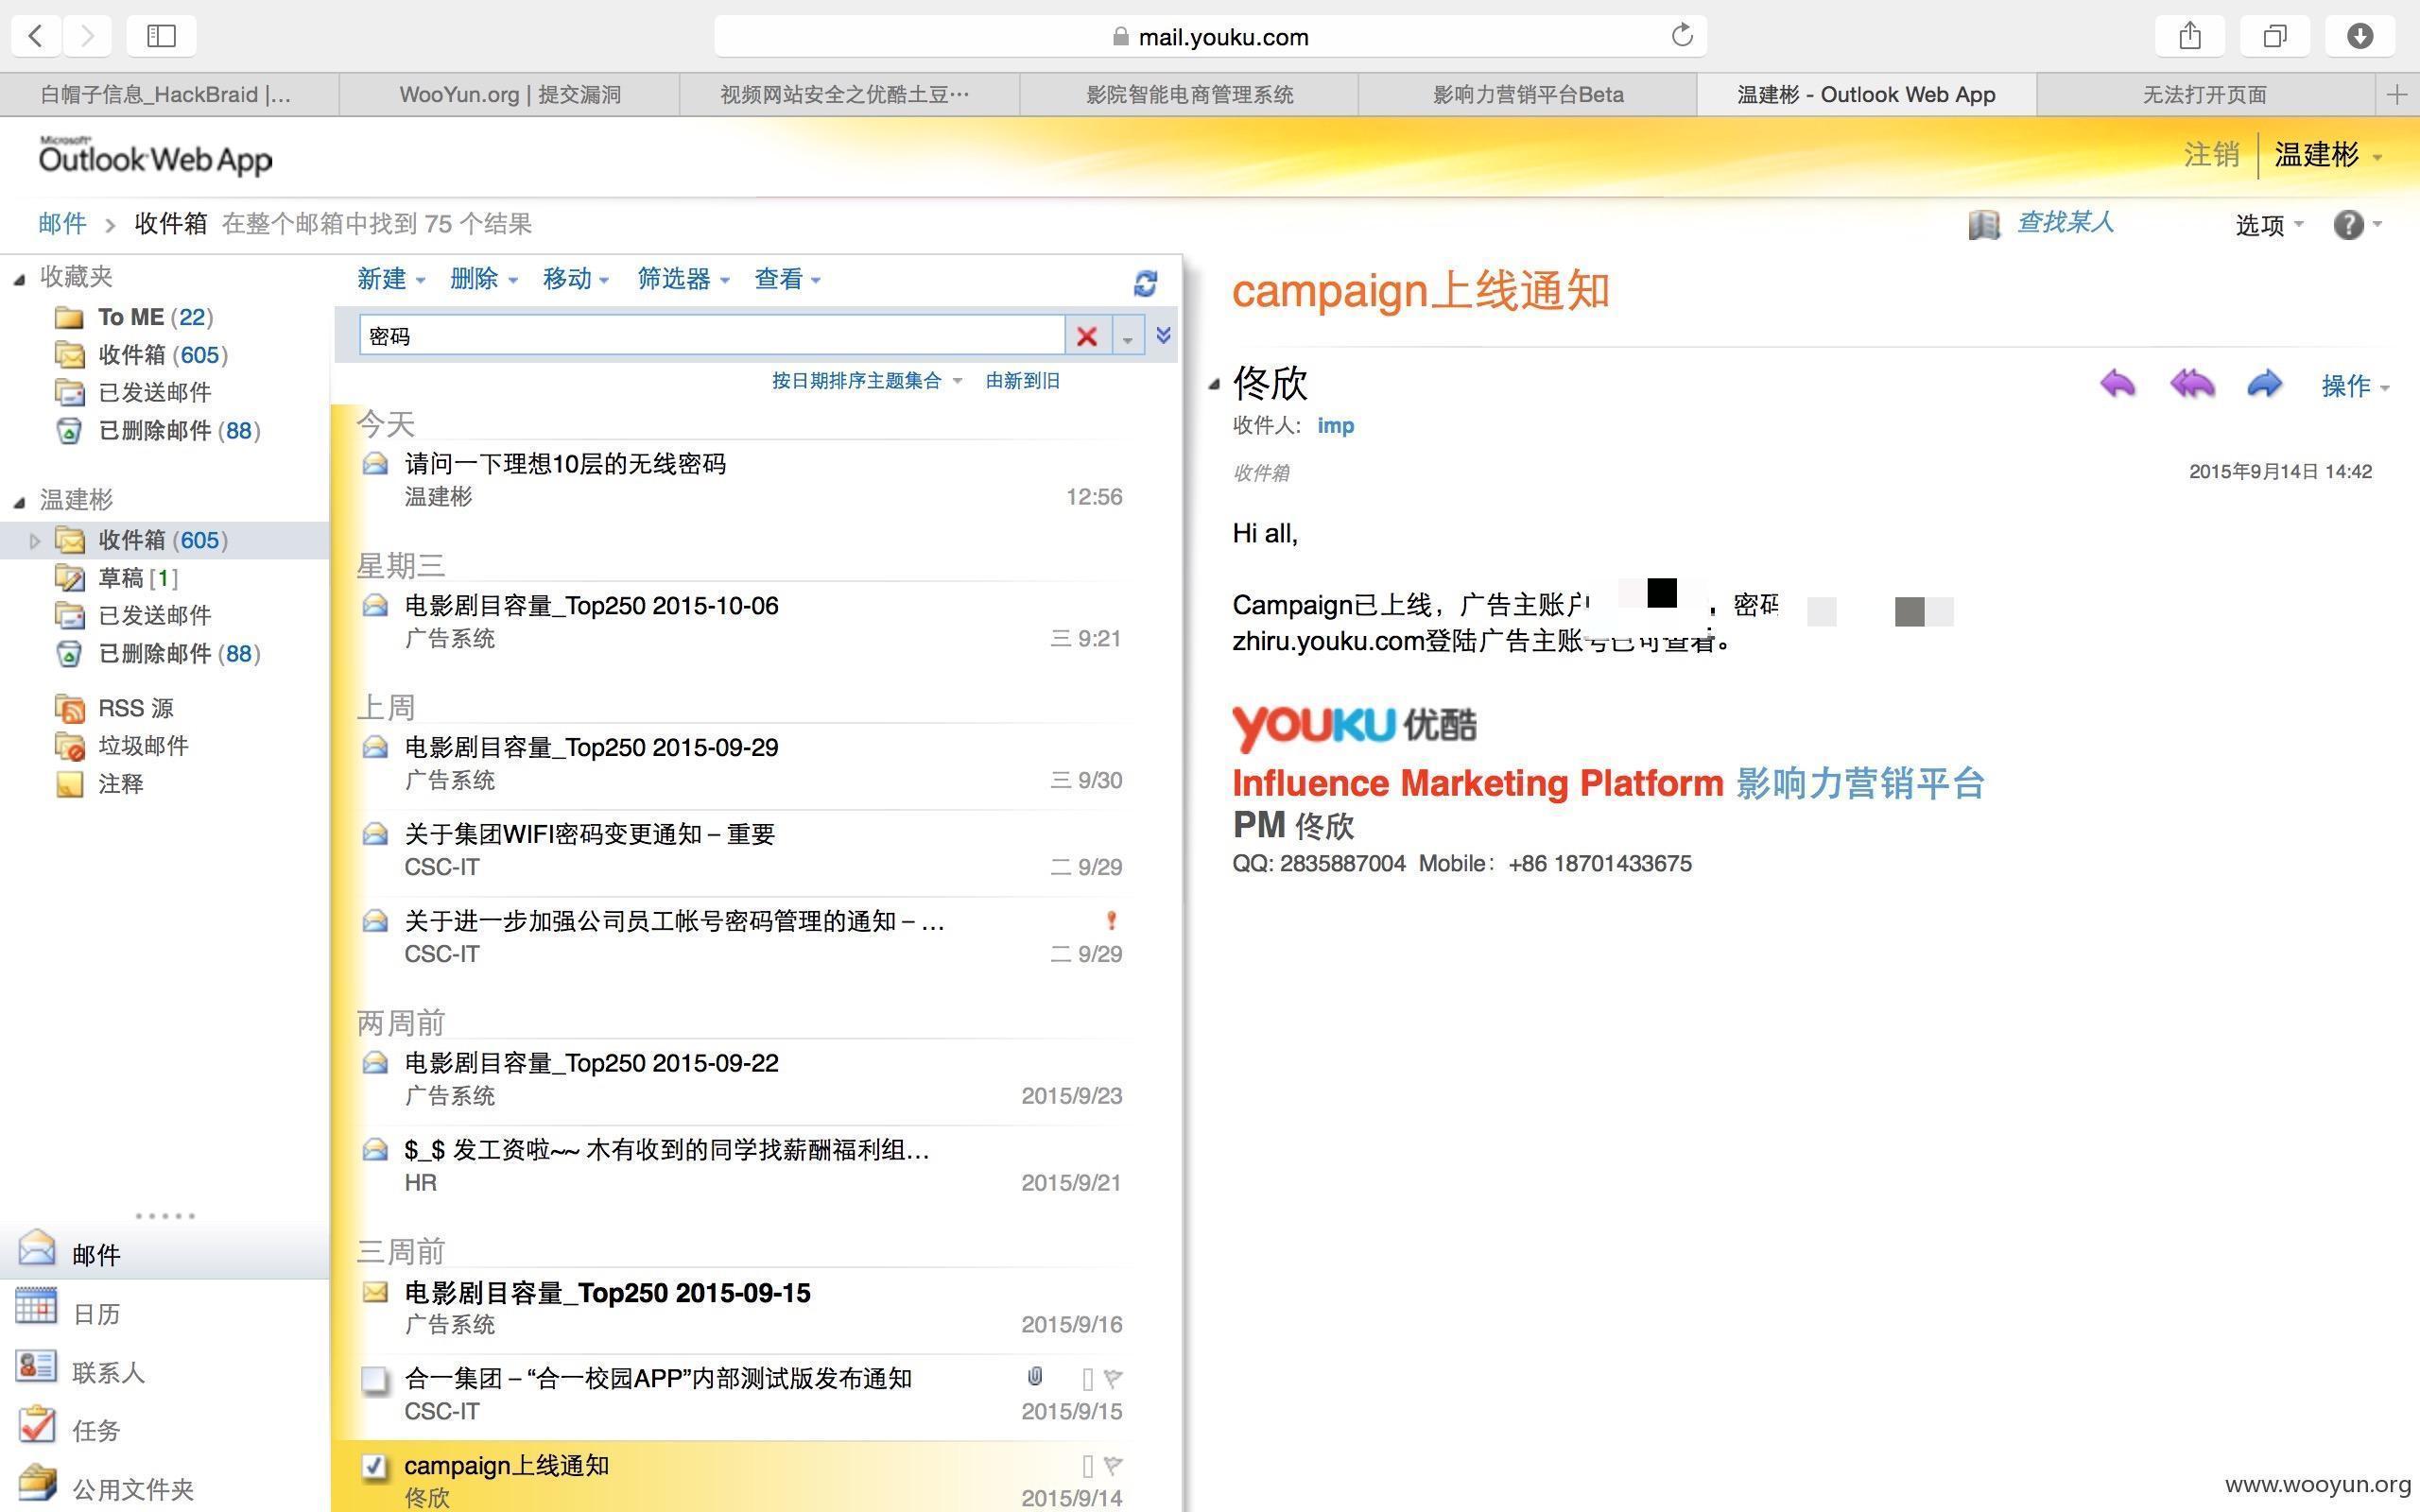 mail.youku.com
白帽子信息_HackBraid |...
WooYun.org | 提交漏洞
视频网站安全之优酷土豆...
影院智能电商管理系统
影响力营销平台Beta
温建彬 - Outlook Web App
无法打开页面
Microsoft
Outlook Web App
注销
温建彬
邮件 > 收件箱 在整个邮箱中找到 75 个结果
查找某人
选项
收藏夹
To ME (22)
收件箱 (605)
已发送邮件
已删除邮件 (88)
温建彬
收件箱 (605)
草稿 [1]
已发送邮件
已删除邮件 (88)
RSS 源
垃圾邮件
注释
邮件
日历
联系人
任务
公用文件夹
新建 删除 移动 筛选器 查看
密码
按日期排序主题集合 由新到旧
今天
请问一下理想10层的无线密码
温建彬 12:56
星期三
电影剧目容量_Top250 2015-10-06
广告系统 三 9:21
上周
电影剧目容量_Top250 2015-09-29
广告系统 三 9/30
关于集团WIFI密码变更通知 – 重要
CSC-IT 二 9/29
关于进一步加强公司员工帐号密码管理的通知 – ...
CSC-IT 二 9/29
两周前
电影剧目容量_Top250 2015-09-22
广告系统 2015/9/23
$_$ 发工资啦~~ 木有收到的同学找薪酬福利组...
HR 2015/9/21
三周前
电影剧目容量_Top250 2015-09-15
广告系统 2015/9/16
合一集团 – “合一校园APP”内部测试版发布通知
CSC-IT 2015/9/15
campaign上线通知
佟欣 2015/9/14
campaign上线通知
佟欣
操作
收件人: imp
收件箱
2015年9月14日 14:42
Hi all,
Campaign已上线，广告主账户 ，密码
zhiru.youku.com登陆广告主账号已可查看。
YOUKU 优酷
Influence Marketing Platform 影响力营销平台
PM 佟欣
QQ: 2835887004 Mobile: +86 18701433675
www.wooyun.org